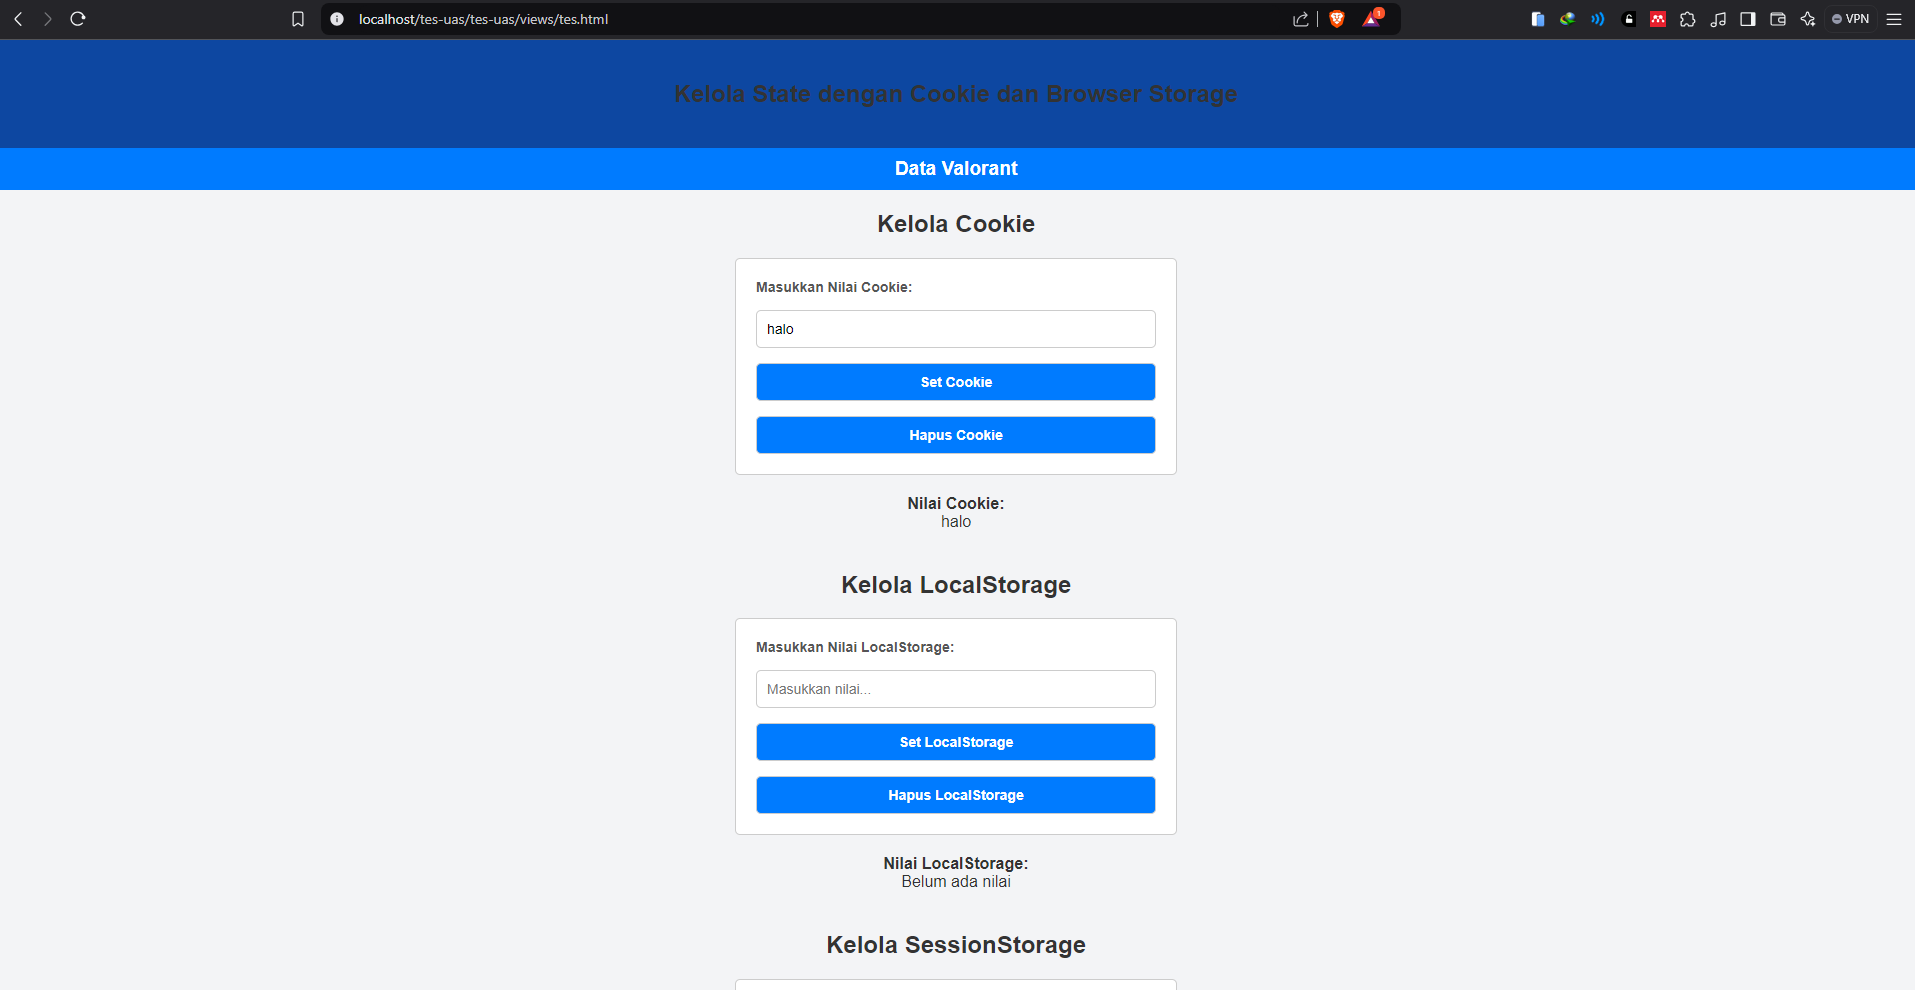 localhost/tes-uas/tes-uas/views/tes.html
1
VPN
Kelola State dengan Cookie dan Browser Storage
Data Valorant
Kelola Cookie
Masukkan Nilai Cookie:
halo
Set Cookie
Hapus Cookie
Nilai Cookie:
halo
Kelola LocalStorage
Masukkan Nilai LocalStorage:
Masukkan nilai...
Set LocalStorage
Hapus LocalStorage
Nilai LocalStorage:
Belum ada nilai
Kelola SessionStorage